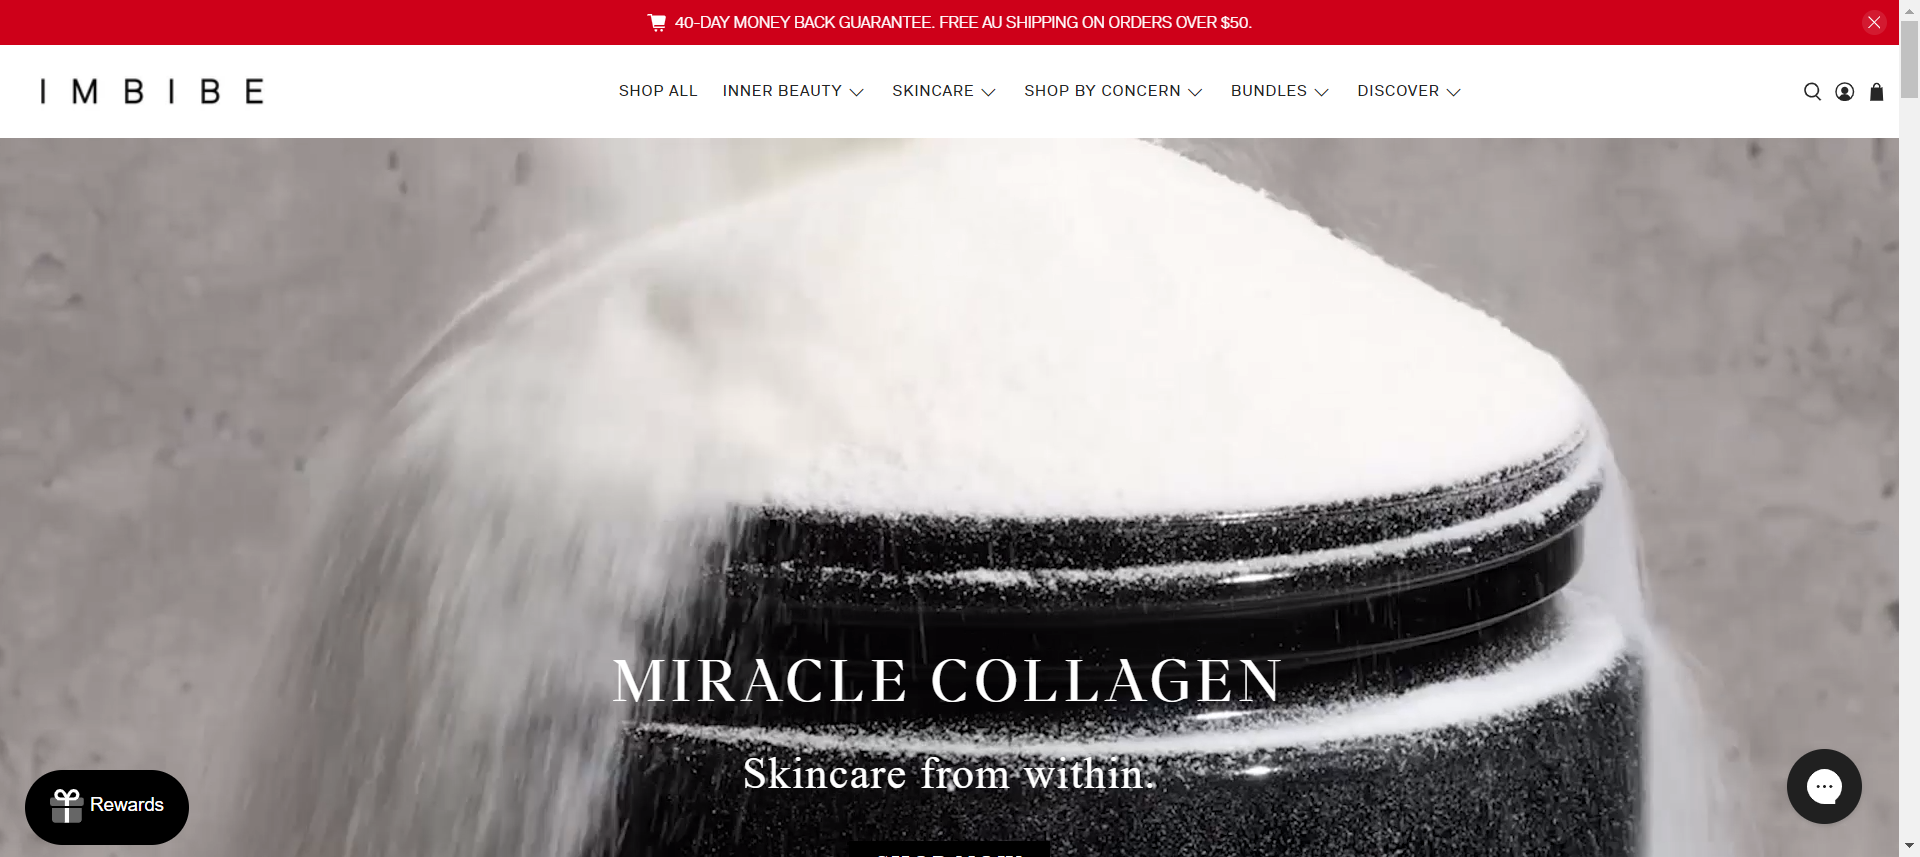 40-DAY MONEY BACK GUARANTEE. FREE AU SHIPPING ON ORDERS OVER $50.
IMBIBE
SHOP ALL INNER BEAUTY SKINCARE SHOP BY CONCERN BUNDLES DISCOVER
MIRACLE COLLAGEN
Skincare from within.
Rewards